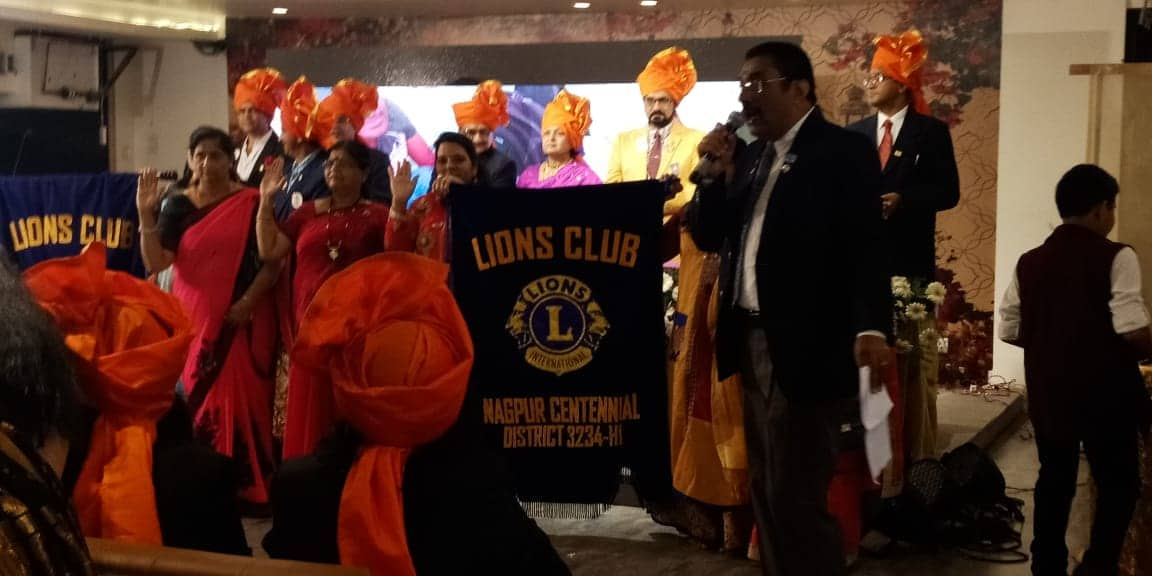 LIONS CLUB
LIONS CLUB
LIONS
L
INTERNATIONAL
NAGPUR CENTENNIAL
DISTRICT 3234-H1